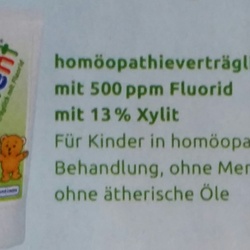 homöopathieverträgl
mit 500 ppm Fluorid
mit 13 % Xylit
Für Kinder in homöopa
Behandlung, ohne Men
ohne ätherische Öle